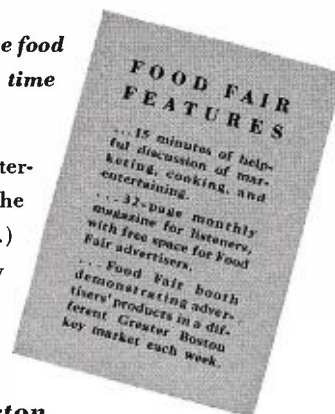 e food
time
ter-
he
.)
FOOD FAIR
FEATURES
...15 minutes of help-
ful discussion of mar-
keting, cooking, and
entertaining.
...32-page monthly
magazine for listeners,
with free space for Food
Fair advertisers.
...Food Fair booth
demonstrating adver-
tisers' products in a dif-
ferent Greater Boston
key market each week.
ston